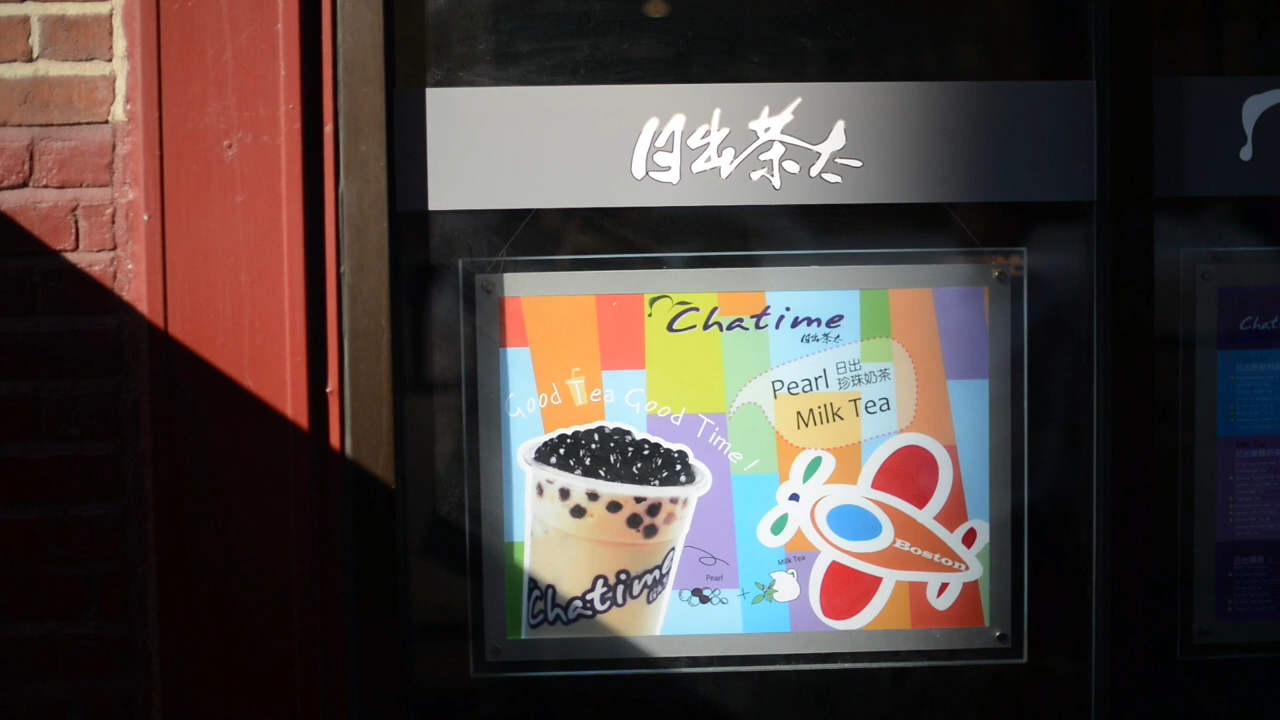 日出茶太
Chatime
日出茶太
Good Tea Good Time!
Pearl 日出
珍珠奶茶
Milk Tea
Boston
Chatime
Pearl
+
Milk Tea
Chat